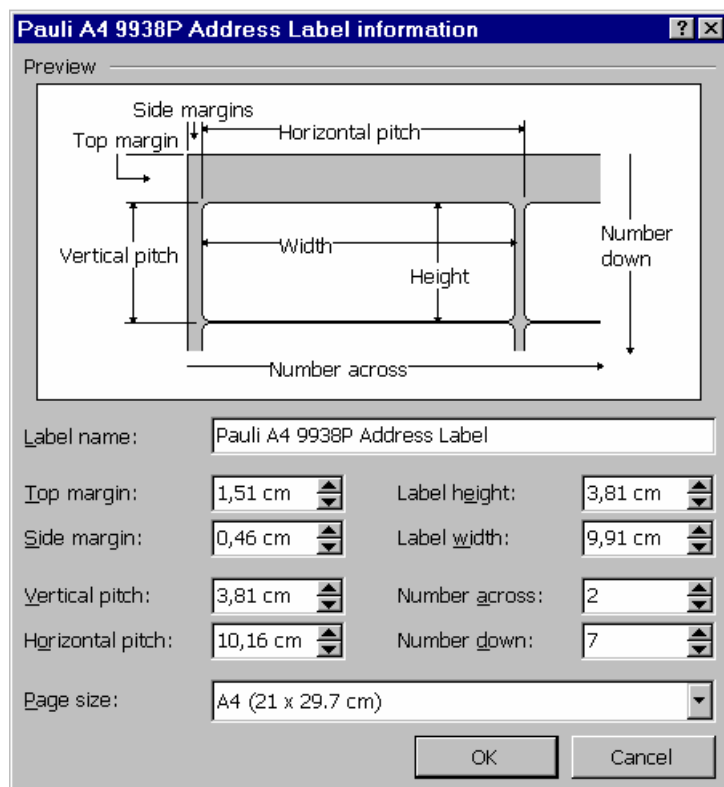 Pauli A4 9938P Address Label information
Preview
Side margins
Horizontal pitch
Top margin
Width
Number
down
Vertical pitch
Height
Number across
Label name: Pauli A4 9938P Address Label
Top margin: 1,51 cm Label height: 3,81 cm
Side margin: 0,46 cm Label width: 9,91 cm
Vertical pitch: 3,81 cm Number across: 2
Horizontal pitch: 10,16 cm Number down: 7
Page size: A4 (21 x 29.7 cm)
OK Cancel